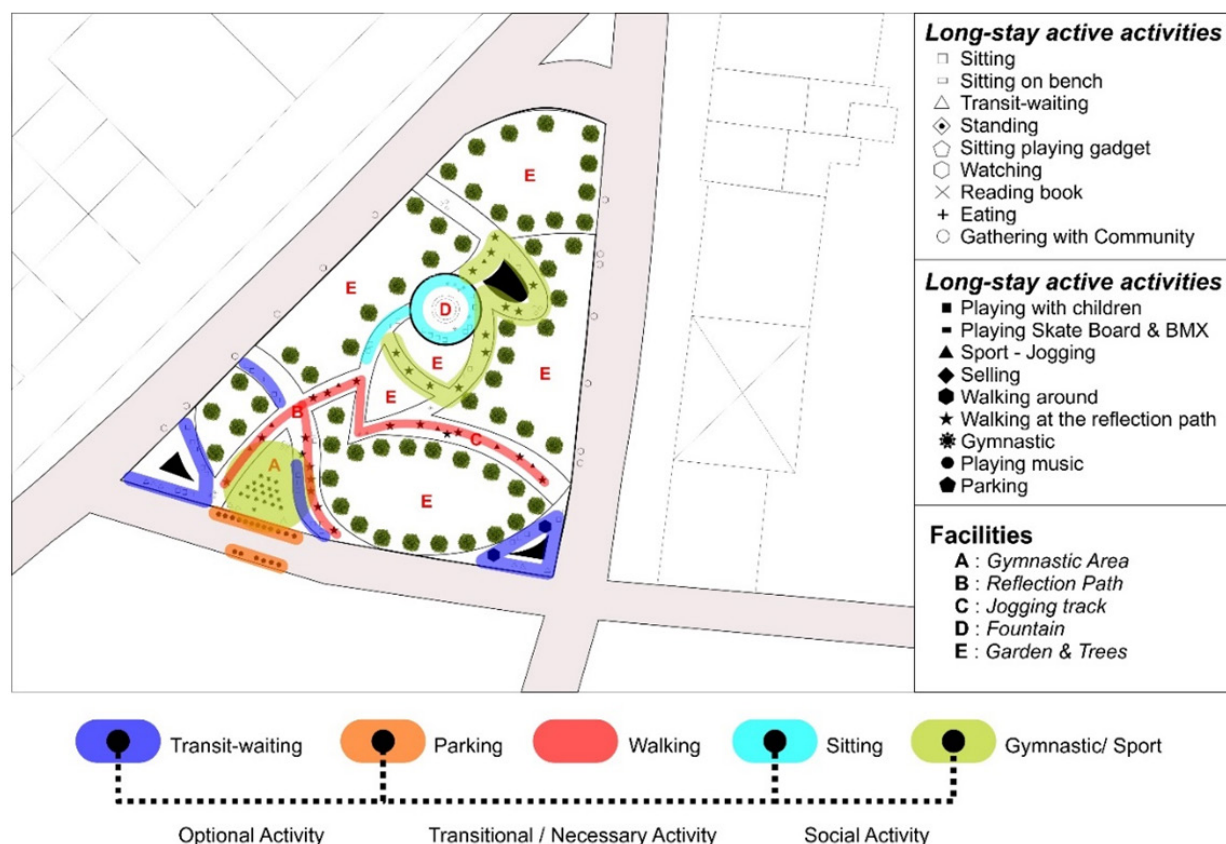 Long-stay active activities
Sitting
Sitting on bench
Transit-waiting
Standing
Sitting playing gadget
Watching
Reading book
Eating
Gathering with Community
Long-stay active activities
Playing with children
Playing Skate Board & BMX
Sport - Jogging
Selling
Walking around
Walking at the reflection path
Gymnastic
Playing music
Parking
Facilities
A : Gymnastic Area
B : Reflection Path
C : Jogging track
D : Fountain
E : Garden & Trees
E
E
D
E
E
E
B
C
A
E
Transit-waiting
Parking
Walking
Sitting
Gymnastic/ Sport
Optional Activity
Transitional / Necessary Activity
Social Activity